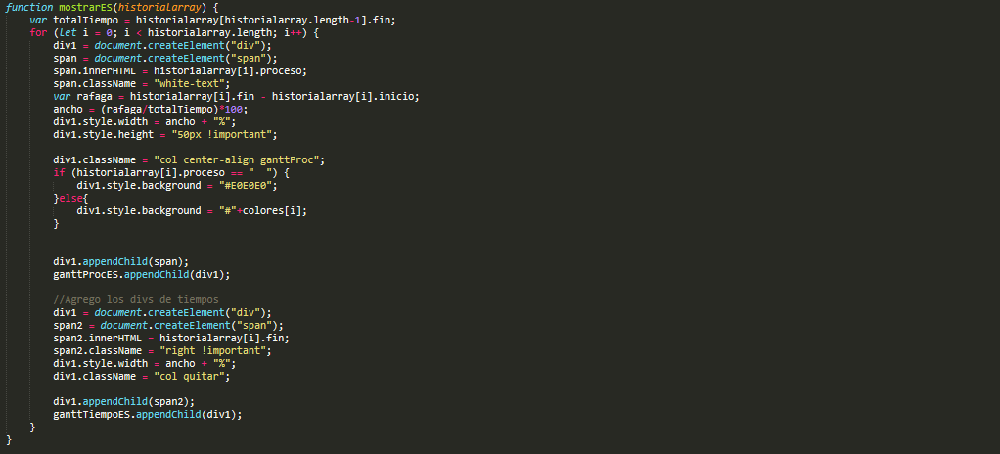 function mostrarES(historialarray) {
    var totalTiempo = historialarray[historialarray.length-1].fin;
    for (let i = 0; i < historialarray.length; i++) {
        div1 = document.createElement("div");
        span = document.createElement("span");
        span.innerHTML = historialarray[i].proceso;
        span.className = "white-text";
        var rafaga = historialarray[i].fin - historialarray[i].inicio;
        ancho = (rafaga/totalTiempo)*100;
        div1.style.width = ancho + "%";
        div1.style.height = "50px !important";

        div1.className = "col center-align ganttProc";
        if (historialarray[i].proceso == "  ") {
            div1.style.background = "#E0E0E0";
        }else{
            div1.style.background = "#"+colores[i];
        }


        div1.appendChild(span);
        ganttProcES.appendChild(div1);

        //Agrego los divs de tiempos
        div1 = document.createElement("div");
        span2 = document.createElement("span");
        span2.innerHTML = historialarray[i].fin;
        span2.className = "right !important";
        div1.style.width = ancho + "%";
        div1.className = "col quitar";

        div1.appendChild(span2);
        ganttTiempoES.appendChild(div1);
    }
}